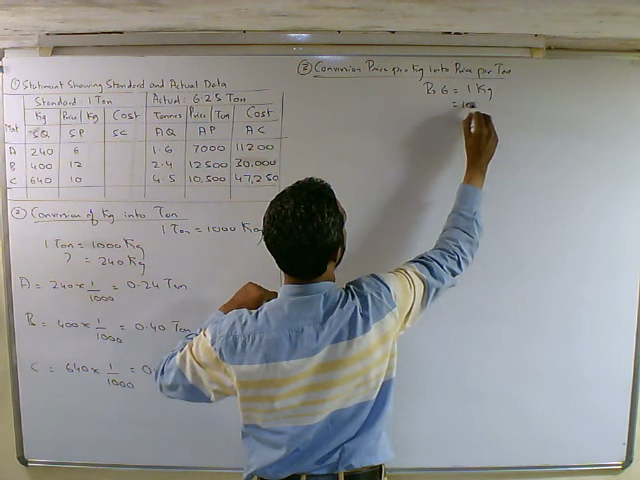 ① Statement Showing Standard and Actual Data
Standard: 1 Ton Actual: 6.25 Ton
Mat Kg Price/Kg Cost Tonnes Price/Ton Cost
SQ SP SC AQ AP AC
A 240 6 1.6 7000 11200
B 400 12 2.4 12500 30,000
C 640 10 4.5 10,500 47,250
② Conversion of Kg into Ton
1 Ton = 1000 Kg
1 Ton = 1000 Kg
? = 240 Kg
A = 240 × 1/1000 = 0.24 Ton
B = 400 × 1/1000 = 0.40 Ton
C = 640 × 1/1000 = 0
③ Conversion Price per Kg Into Price per Ton
Rs 6 = 1 Kg
= 10